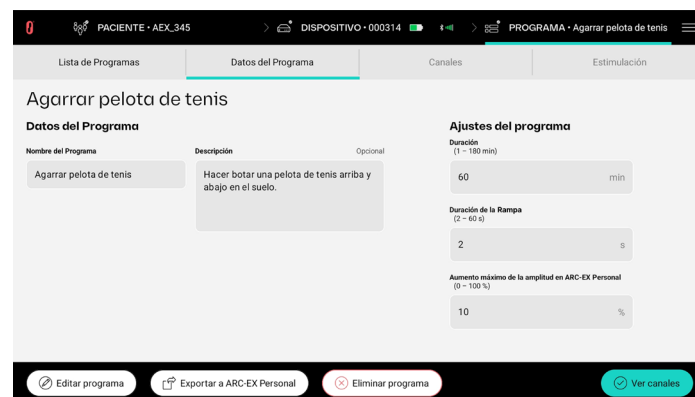 PACIENTE • AEX_345
DISPOSITIVO • 000314
PROGRAMA • Agarrar pelota de tenis
Lista de Programas
Datos del Programa
Canales
Estimulación
Agarrar pelota de tenis
Datos del Programa
Nombre del Programa
Agarrar pelota de tenis
Descripción
Opcional
Hacer botar una pelota de tenis arriba y
abajo en el suelo.
Ajustes del programa
Duración
(1 – 180 min)
60 min
Duración de la Rampa
(2 – 60 s)
2 s
Aumento máximo de la amplitud en ARC-EX Personal
(0 – 100 %)
10 %
Editar programa
Exportar a ARC-EX Personal
Eliminar programa
Ver canales